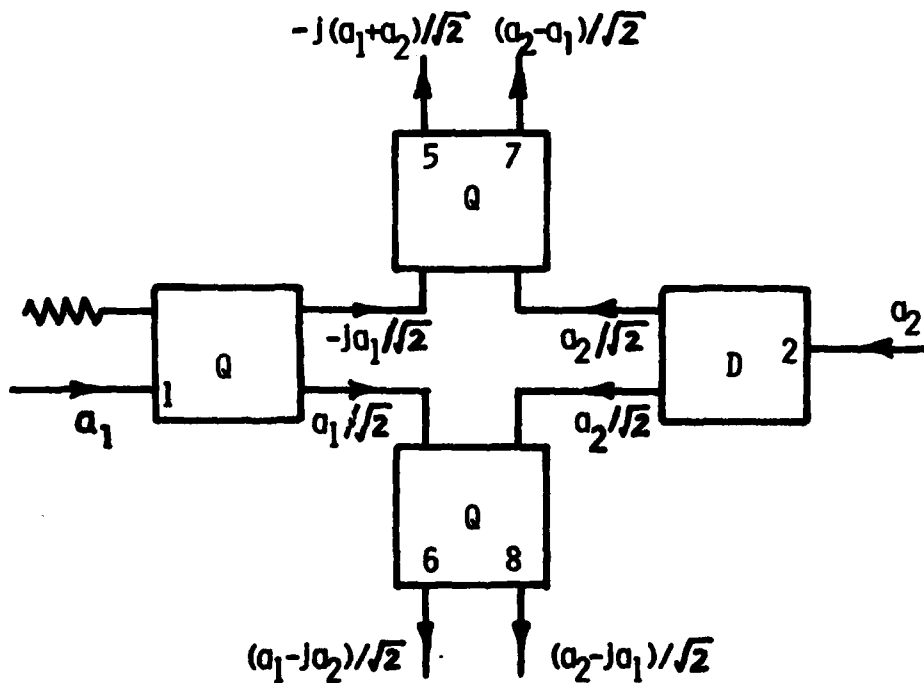 -j(a₁+a₂)/√2 (a₂-a₁)/√2
5 7
Q
-ja₁/√2 a₂/√2 a₂
Q D 2
1
a₁ a₁/√2 a₂/√2
Q
6 8
(a₁-ja₂)/√2 (a₂-ja₁)/√2